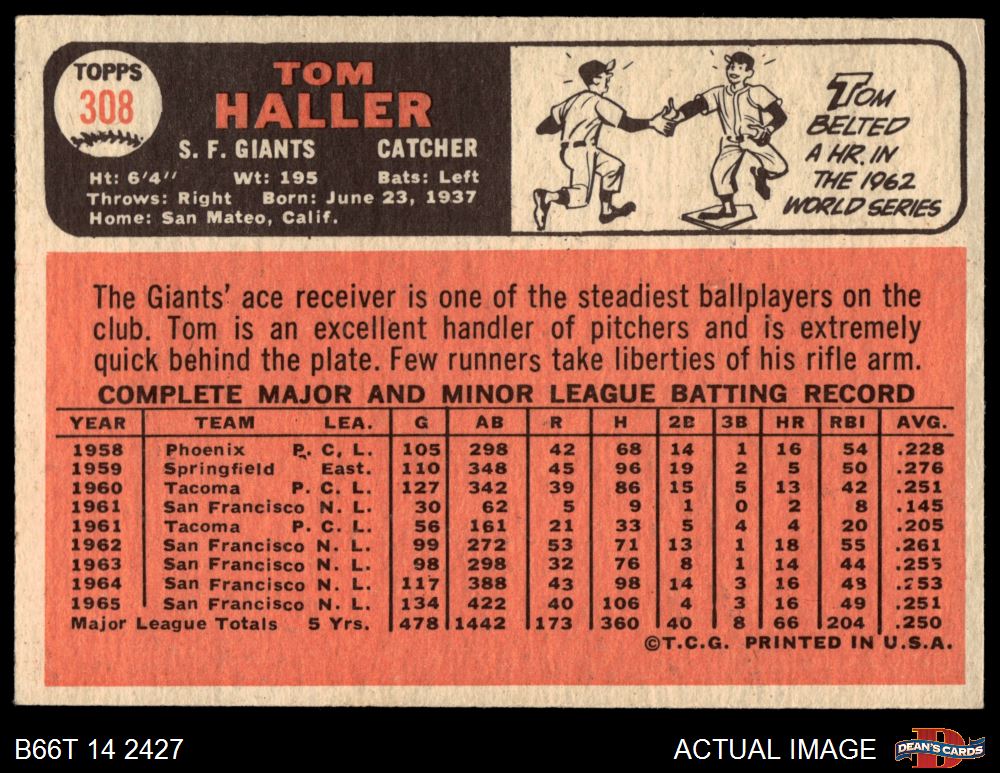 TOPPS
308
TOM
HALLER
S. F. GIANTS CATCHER
Ht: 6'4" Wt: 195 Bats: Left
Throws: Right Born: June 23, 1937
Home: San Mateo, Calif.
TOM
BELTED
A HR. IN
THE 1962
WORLD SERIES
The Giants' ace receiver is one of the steadiest ballplayers on the
club. Tom is an excellent handler of pitchers and is extremely
quick behind the plate. Few runners take liberties of his rifle arm.
COMPLETE MAJOR AND MINOR LEAGUE BATTING RECORD
YEAR TEAM LEA. G AB R H 2B 3B HR RBI AVG.
1958 Phoenix P. C. L. 105 298 42 68 14 1 16 54 .228
1959 Springfield East. 110 348 45 96 19 2 5 50 .276
1960 Tacoma P. C. L. 127 342 39 86 15 5 13 42 .251
1961 San Francisco N. L. 30 62 5 9 1 0 2 8 .145
1961 Tacoma P. C. L. 56 161 21 33 5 4 4 20 .205
1962 San Francisco N. L. 99 272 53 71 13 1 18 55 .261
1963 San Francisco N. L. 98 298 32 76 8 1 14 44 .255
1964 San Francisco N. L. 117 388 43 98 14 3 16 48 .253
1965 San Francisco N. L. 134 422 40 106 4 3 16 49 .251
Major League Totals 5 Yrs. 478 1442 173 360 40 8 66 204 .250
©T.C.G. PRINTED IN U.S.A.
B66T 14 2427 ACTUAL IMAGE
D
DEAN'S CARDS